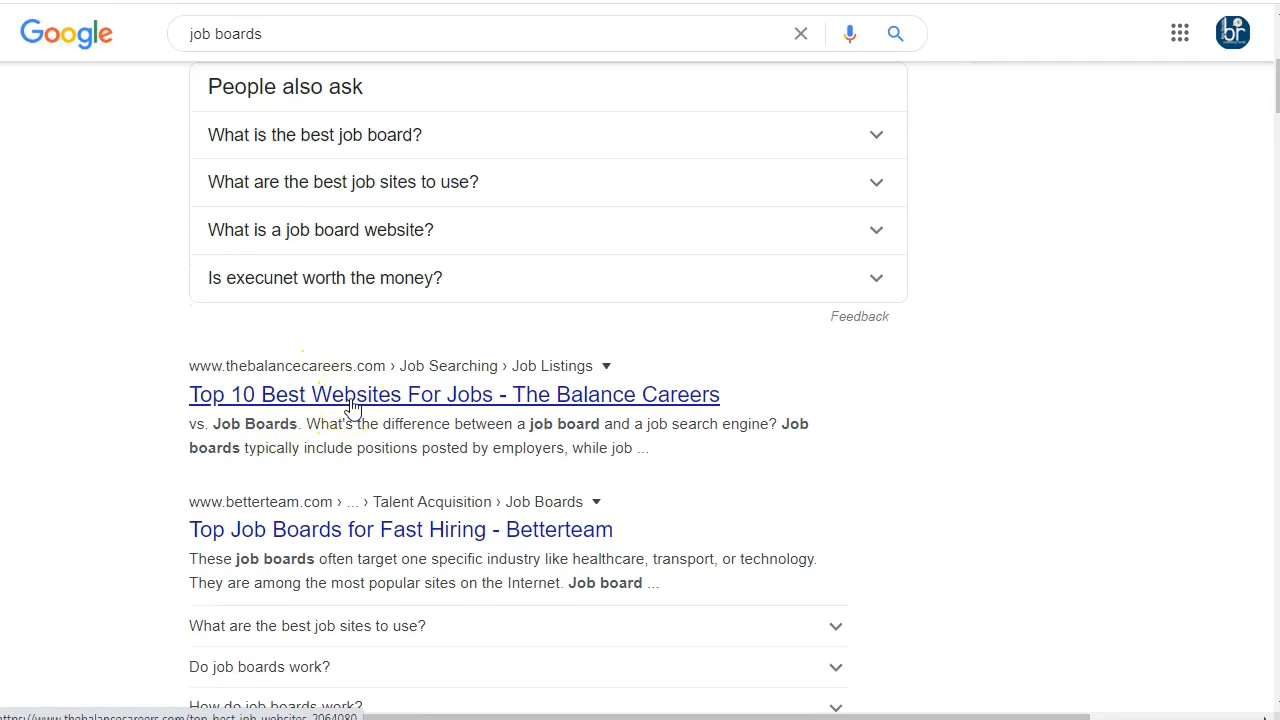 Google
job boards
br
People also ask
What is the best job board?
What are the best job sites to use?
What is a job board website?
Is execunet worth the money?
Feedback
www.thebalancecareers.com › Job Searching › Job Listings
Top 10 Best Websites For Jobs - The Balance Careers
vs. Job Boards. What's the difference between a job board and a job search engine? Job
boards typically include positions posted by employers, while job ...
www.betterteam.com › ... › Talent Acquisition › Job Boards
Top Job Boards for Fast Hiring - Betterteam
These job boards often target one specific industry like healthcare, transport, or technology.
They are among the most popular sites on the Internet. Job board ...
What are the best job sites to use?
Do job boards work?
How do job boards work?
https://www.thebalancecareers.com/top-best-job-websites-2064080